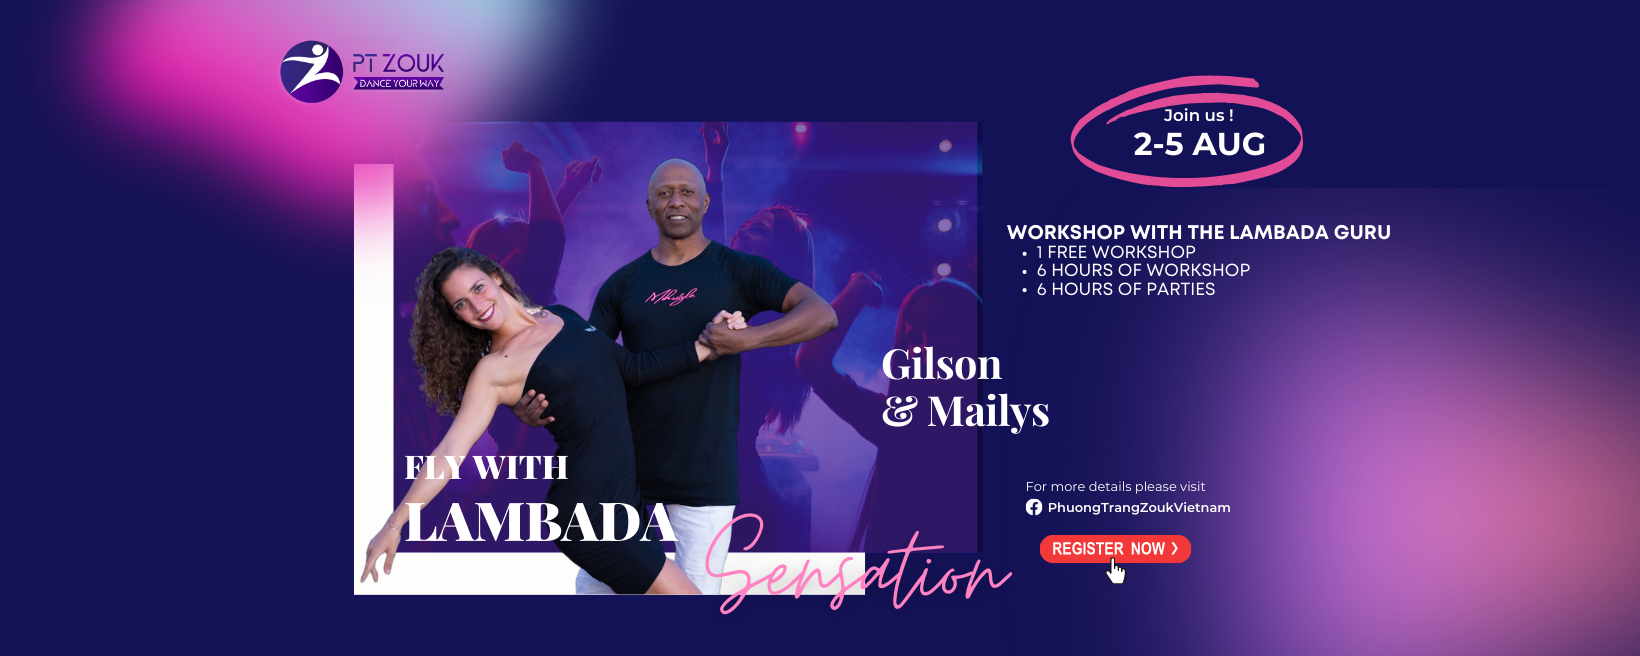 PT ZOUK
DANCE YOUR WAY
Join us !
2-5 AUG
WORKSHOP WITH THE LAMBADA GURU
• 1 FREE WORKSHOP
• 6 HOURS OF WORKSHOP
• 6 HOURS OF PARTIES
Gilson
& Mailys
FLY WITH
LAMBADA
Sensation
For more details please visit
PhuongTrangZoukVietnam
REGISTER NOW